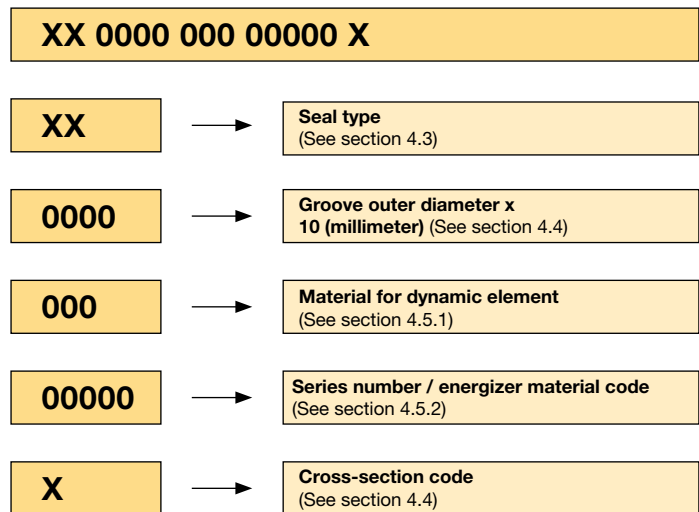 XX 0000 000 00000 X
XX
Seal type
(See section 4.3)
0000
Groove outer diameter x
10 (millimeter) (See section 4.4)
000
Material for dynamic element
(See section 4.5.1)
00000
Series number / energizer material code
(See section 4.5.2)
X
Cross-section code
(See section 4.4)